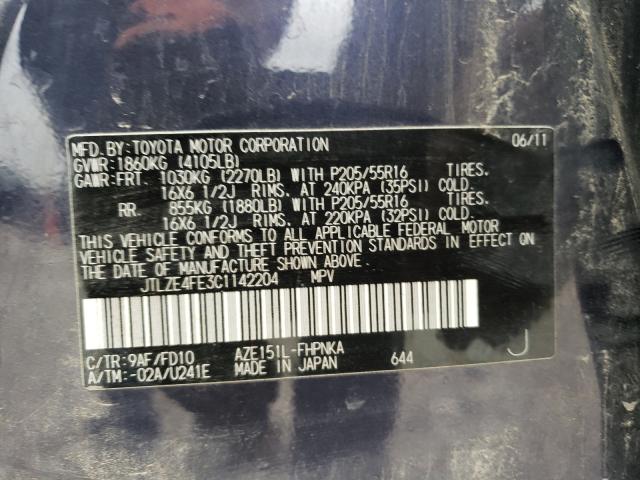 MFD.BY:TOYOTA MOTOR CORPORATION 06/11
GVWR:1860KG (4105LB)
GAWR:FRT. 1030KG (2270LB) WITH P205/55R16 TIRES.
16X6 1/2J RIMS. AT 240KPA (35PSI) COLD.
RR. 855KG (1880LB) WITH P205/55R16 TIRES.
16X6 1/2J RIMS. AT 220KPA (32PSI) COLD.
THIS VEHICLE CONFORMS TO ALL APPLICABLE FEDERAL MOTOR
VEHICLE SAFETY AND THEFT PREVENTION STANDARDS IN EFFECT ON
THE DATE OF MANUFACTURE SHOWN ABOVE.
JTLZE4FE3C1142204 MPV
C/TR:9AF/FD10 AZE151L-FHPNKA J
A/TM:-02A/U241E MADE IN JAPAN 644